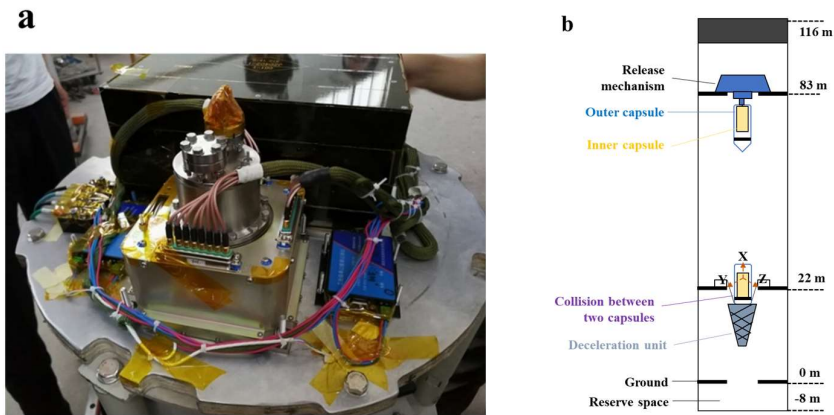 a
b
116 m
Release
mechanism
83 m
Outer capsule
Inner capsule
X
Y
Z
22 m
Collision between
two capsules
Deceleration unit
0 m
Ground
Reserve space
-8 m